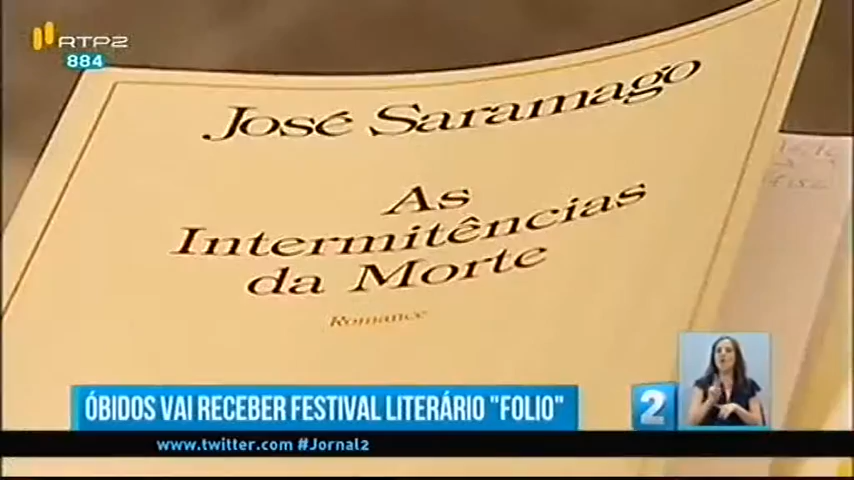 RTP2
884
José Saramago
As
Intermitências
da Morte
Romance
ÓBIDOS VAI RECEBER FESTIVAL LITERÁRIO "FOLIO"
2
www.twitter.com #Jornal2